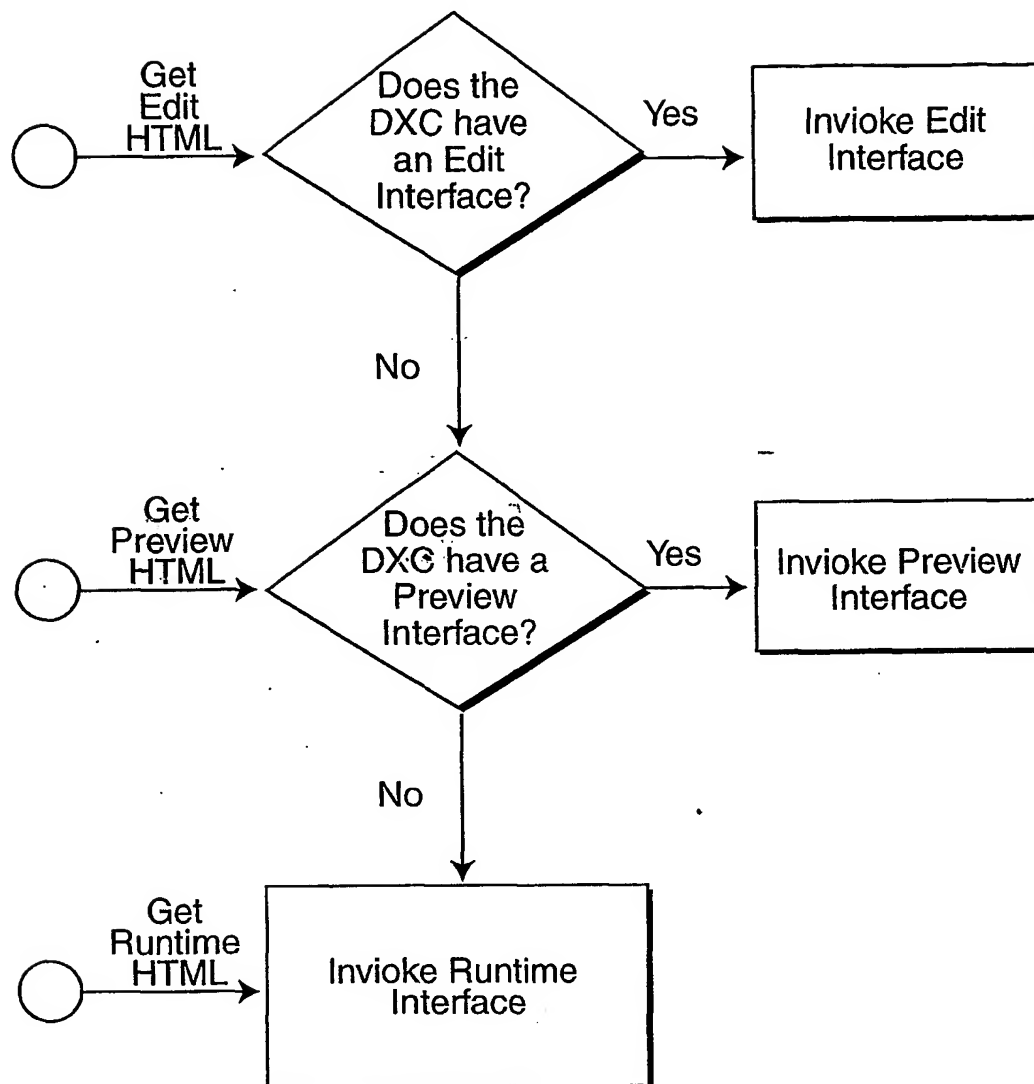 Get
Edit
HTML
Does the
DXC have
an Edit
Interface?
Yes
Invioke Edit
Interface
No
Get
Preview
HTML
Does the
DXC have a
Preview
Interface?
Yes
Invioke Preview
Interface
No
Get
Runtime
HTML
Invioke Runtime
Interface